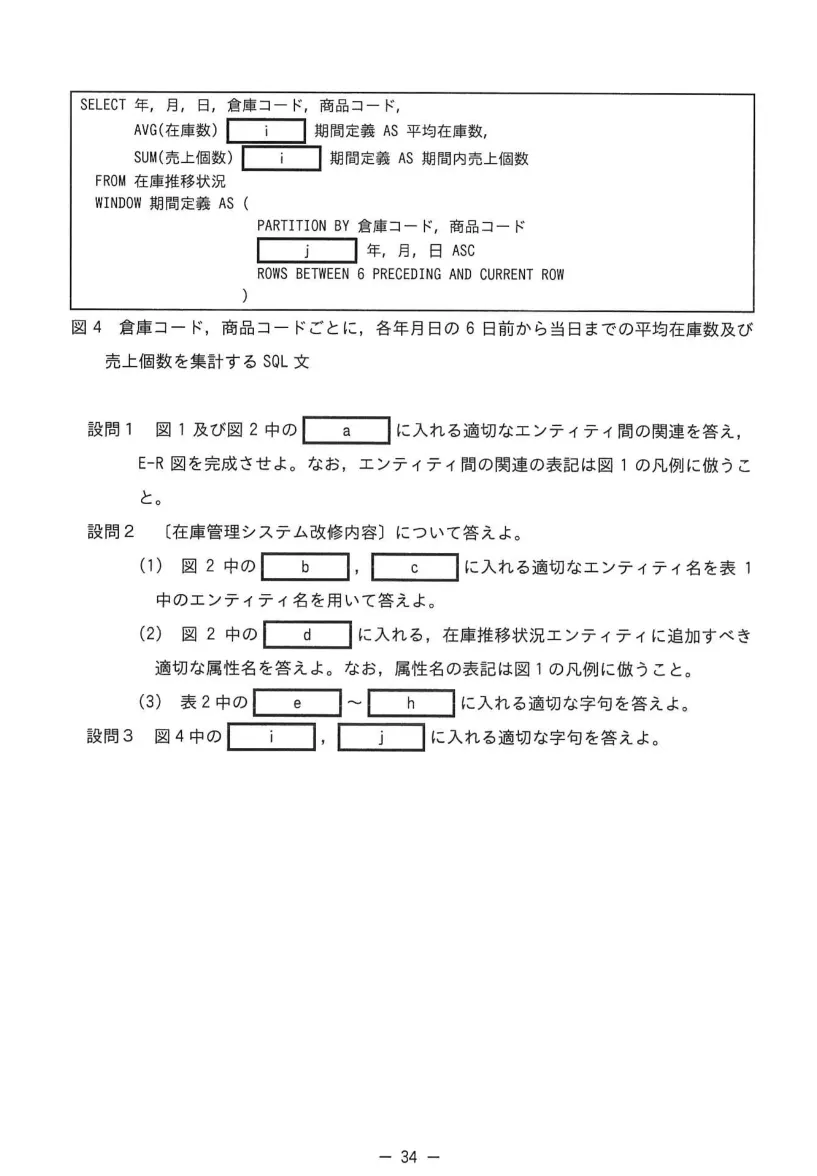 SELECT 年, 月, 日, 倉庫コード, 商品コード,
AVG(在庫数) i 期間定義 AS 平均在庫数,
SUM(売上個数) i 期間定義 AS 期間内売上個数
FROM 在庫推移状況
WINDOW 期間定義 AS (
PARTITION BY 倉庫コード, 商品コード
j 年, 月, 日 ASC
ROWS BETWEEN 6 PRECEDING AND CURRENT ROW
)
図 4 倉庫コード，商品コードごとに，各年月日の 6 日前から当日までの平均在庫数及び
売上個数を集計する SQL 文
設問1 図 1 及び図 2 中の a に入れる適切なエンティティ間の関連を答え，
E-R 図を完成させよ。なお，エンティティ間の関連の表記は図 1 の凡例に倣うこ
と。
設問2 〔在庫管理システム改修内容〕について答えよ。
(1) 図 2 中の b ， c に入れる適切なエンティティ名を表 1
中のエンティティ名を用いて答えよ。
(2) 図 2 中の d に入れる，在庫推移状況エンティティに追加すべき
適切な属性名を答えよ。なお，属性名の表記は図 1 の凡例に倣うこと。
(3) 表 2 中の e ～ h に入れる適切な字句を答えよ。
設問3 図 4 中の i ， j に入れる適切な字句を答えよ。
－ 34 －